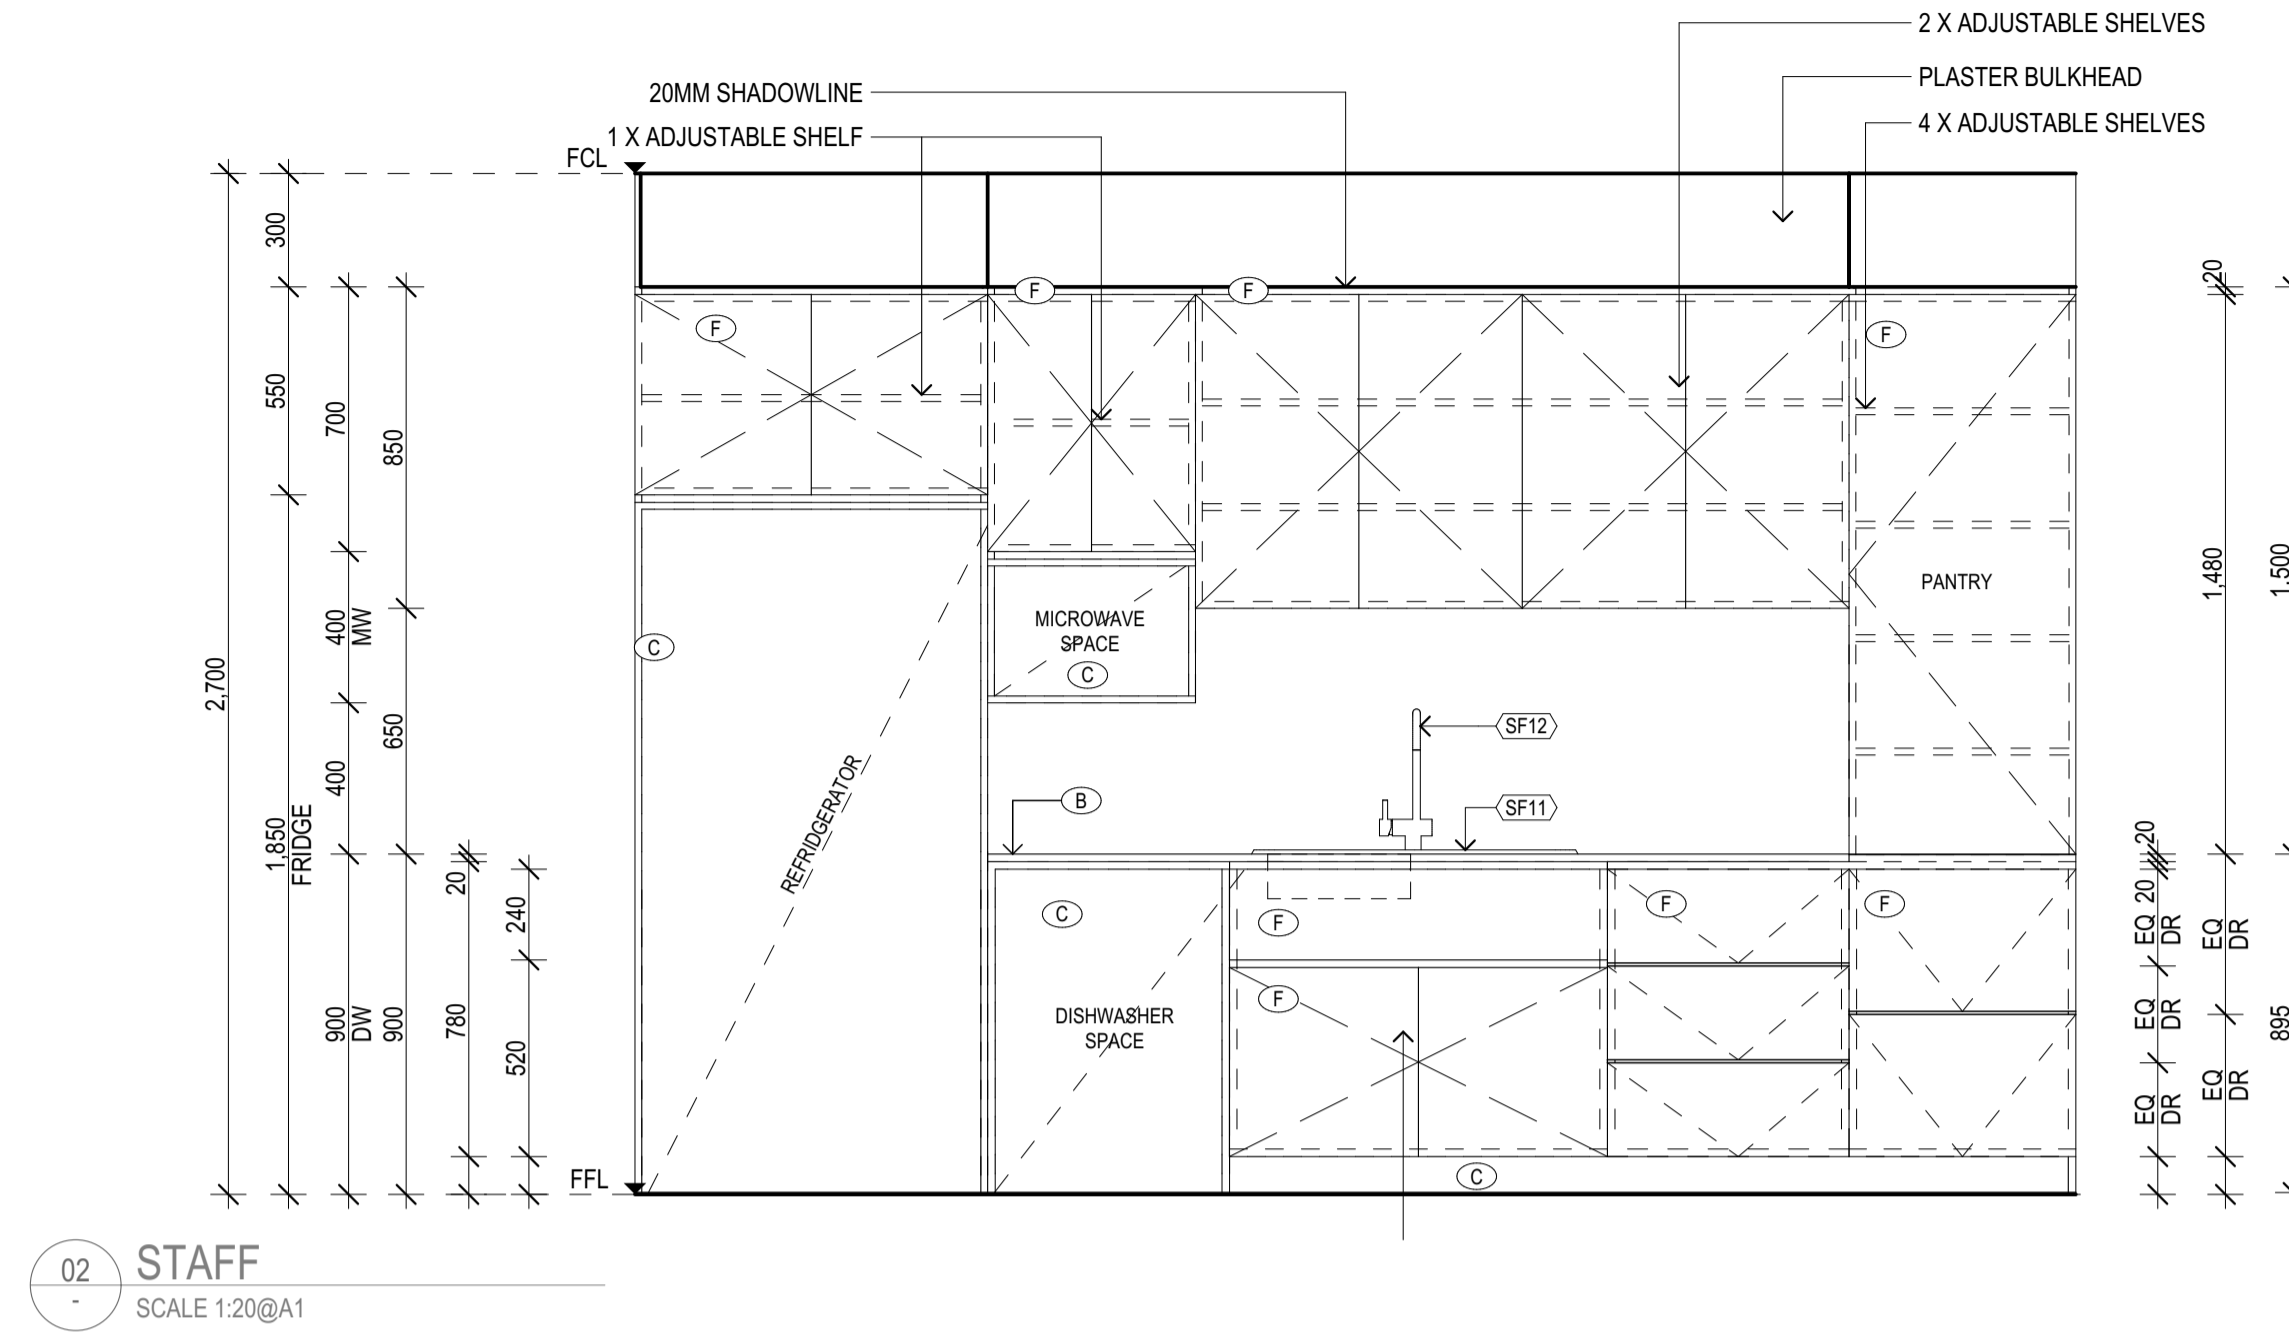 2 X ADJUSTABLE SHELVES
PLASTER BULKHEAD
20MM SHADOWLINE
4 X ADJUSTABLE SHELVES
1 X ADJUSTABLE SHELF
FCL
300
20
F
F
F
F
550
700
850
1,480
1,500
PANTRY
MICROWAVE
SPACE
400
MW
C
C
2,700
650
SF12
400
B
SF11
REFRIDGERATOR
1,850
FRIDGE
20
20
240
20
C
F
F
F
EQ
DR
EQ
DR
F
DISHWASHER
SPACE
900
DW
900
780
520
EQ
DR
895
EQ
DR
EQ
DR
C
FFL
02
-
STAFF
SCALE 1:20@A1